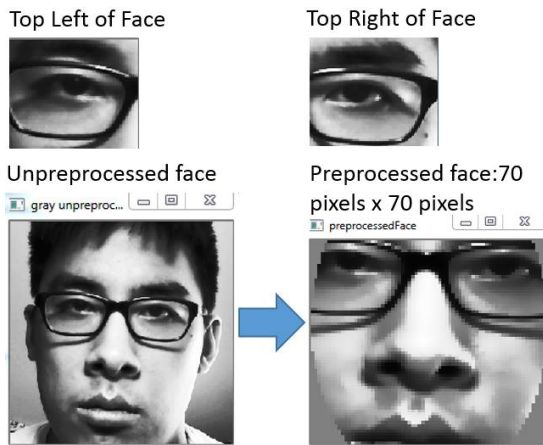 Top Left of Face
Top Right of Face
Unpreprocessed face
Preprocessed face:70
pixels x 70 pixels
gray unpreproc...
preprocessedFace